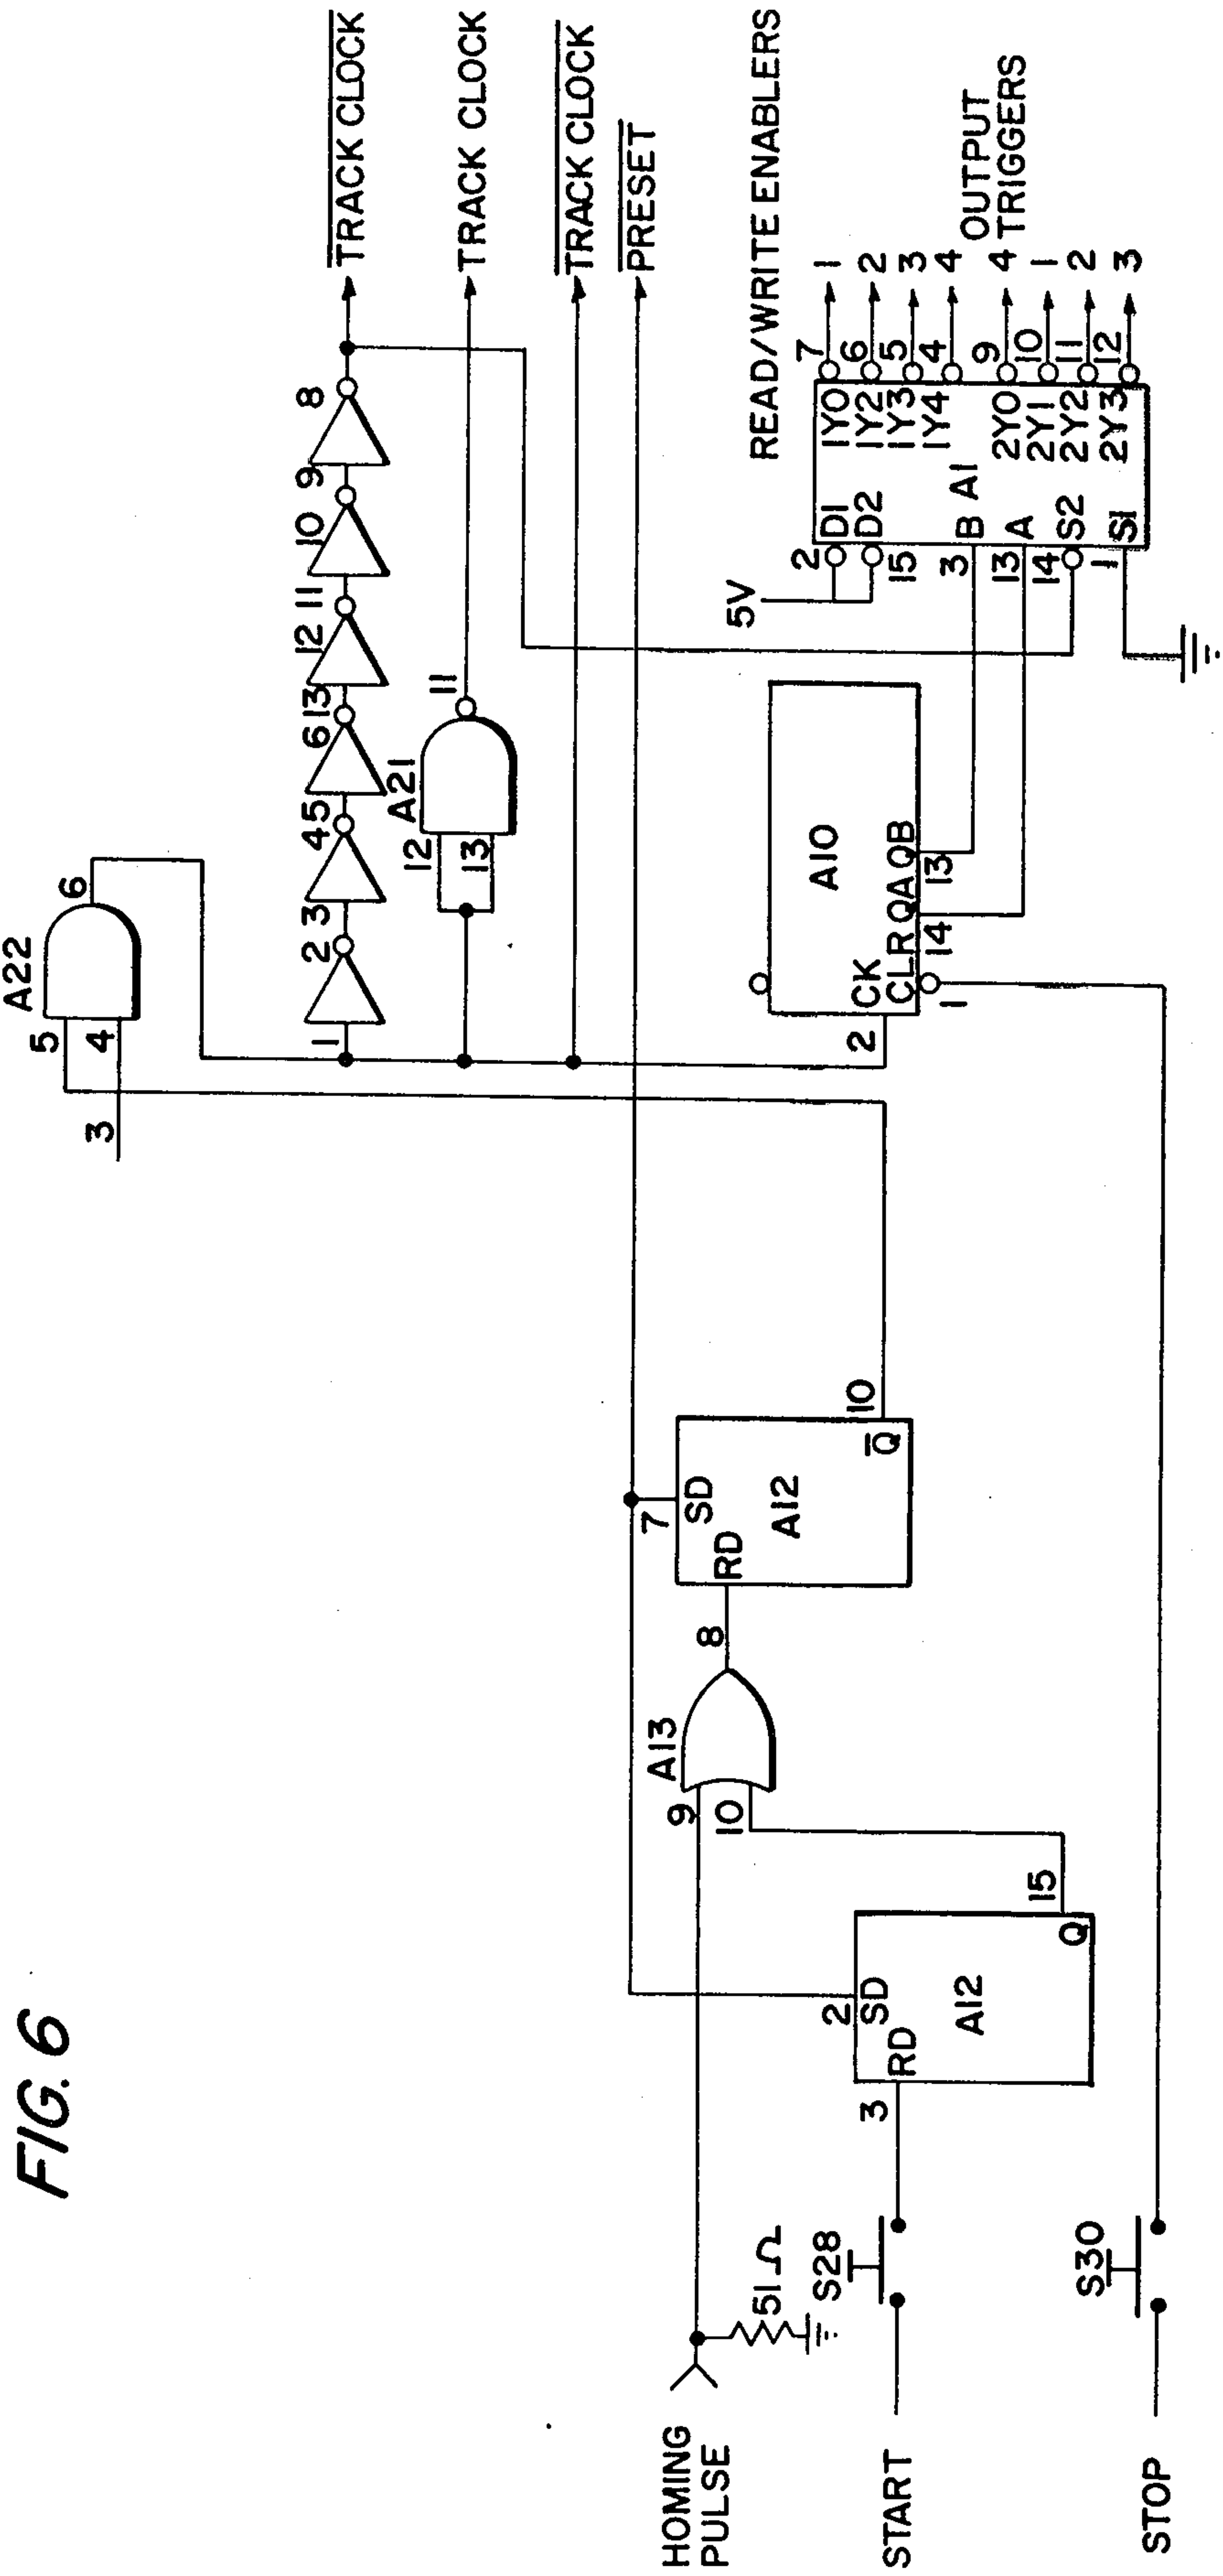 FIG. 6
A22
5
4
3
6
1
2
3
4
5
6
13
12
11
10
9
8
TRACK CLOCK
A21
12
13
11
TRACK CLOCK
TRACK CLOCK
PRESET
HOMING
PULSE
51Ω
9
10
A13
8
7
SD
RD
A12
Q
10
START
S28
3
2
SD
RD
A12
Q
15
STOP
S30
2
CK
CLR
QA
QB
1
14
13
A10
5V
READ/WRITE ENABLERS
2
D1
D2
15
3
B
A1
13
A
14
S2
1
S1
1Y0
7
1
1Y2
6
2
1Y3
5
3
1Y4
4
4
2Y0
9
4
2Y1
10
1
2Y2
11
2
2Y3
12
3
OUTPUT
TRIGGERS